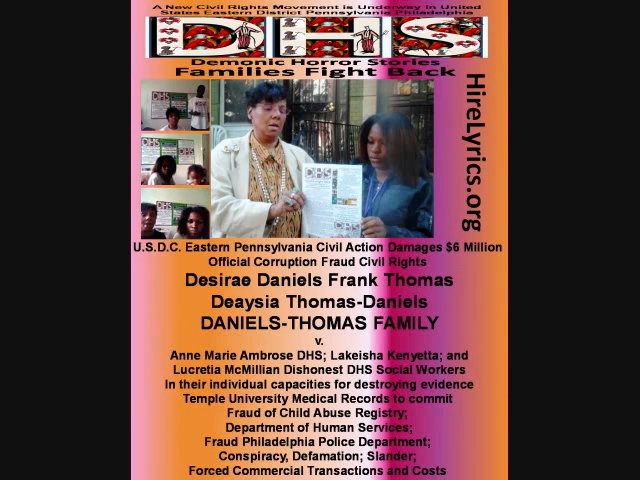 A New Civil Rights Movement is Underway in United
States Eastern District Pennsylvania Philadelphia
DHS
Demonic Horror Stories
Families Fight Back
HireLyrics.org
DHS
U.S.D.C. Eastern Pennsylvania Civil Action Damages $6 Million
Official Corruption Fraud Civil Rights
Desirae Daniels Frank Thomas
Deaysia Thomas-Daniels
DANIELS-THOMAS FAMILY
v.
Anne Marie Ambrose DHS; Lakeisha Kenyetta; and
Lucretia McMillian Dishonest DHS Social Workers
In their individual capacities for destroying evidence
Temple University Medical Records to commit
Fraud of Child Abuse Registry;
Department of Human Services;
Fraud Philadelphia Police Department;
Conspiracy, Defamation; Slander;
Forced Commercial Transactions and Costs